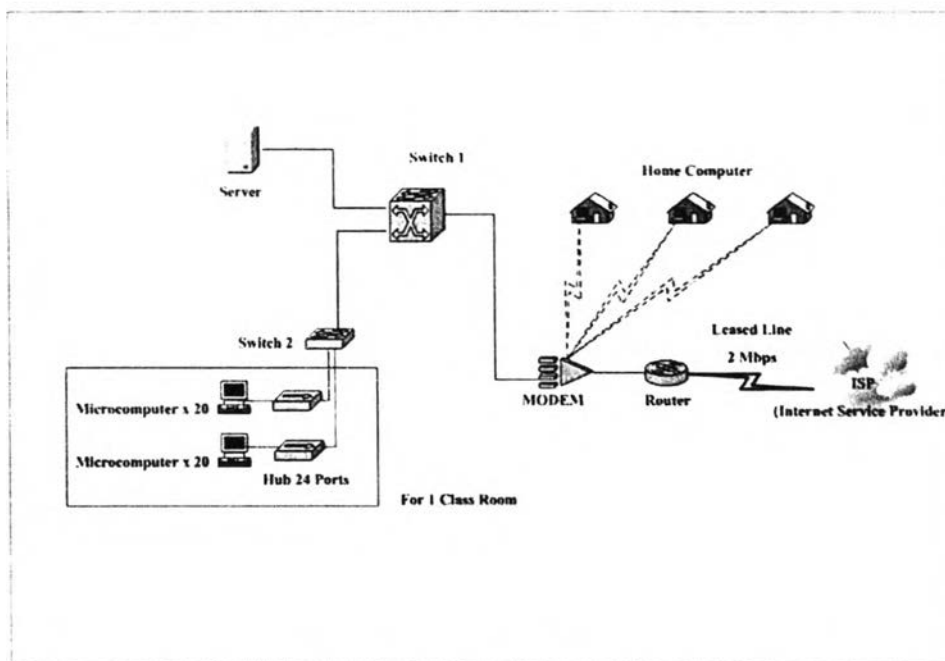 Server
Switch 1
Home Computer
Switch 2
Leased Line
2 Mbps
ISP
(Internet Service Provider
MODEM
Router
Microcomputer x 20
Microcomputer x 20
Hub 24 Ports
For 1 Class Room